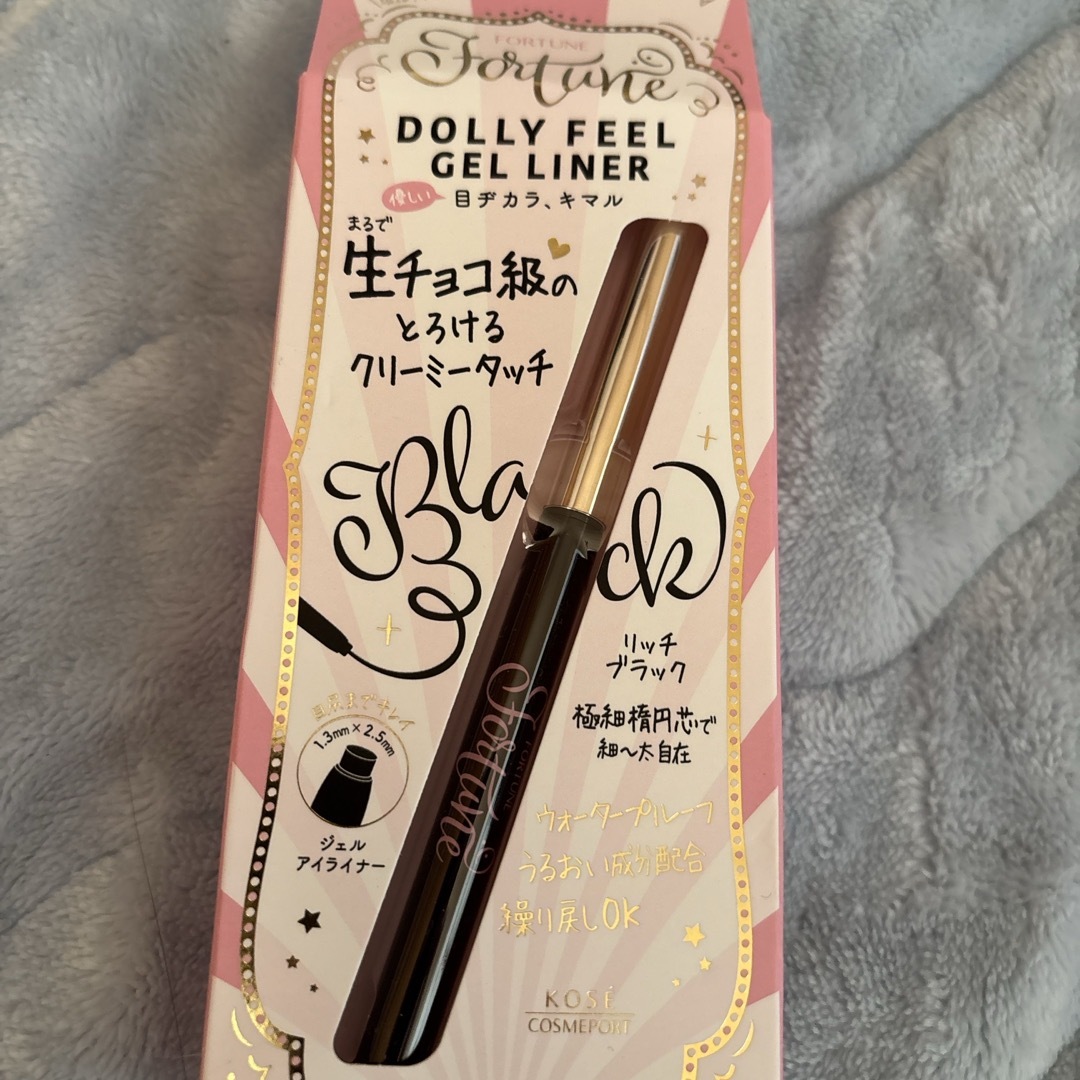 FORTUNE
Fortune
DOLLY FEEL
GEL LINER
優しい
目ヂカラ、キマル
まるで
生チョコ級の
とろける
クリーミータッチ
Black
リッチ
ブラック
極細楕円芯で
細〜太自在
目尻までキレイ
1.3mm×2.5mm
ジェル
アイライナー
FORTUNE
Fortune
ウォータープルーフ
うるおい成分配合
繰り戻しOK
KOSÉ
COSMEPORT